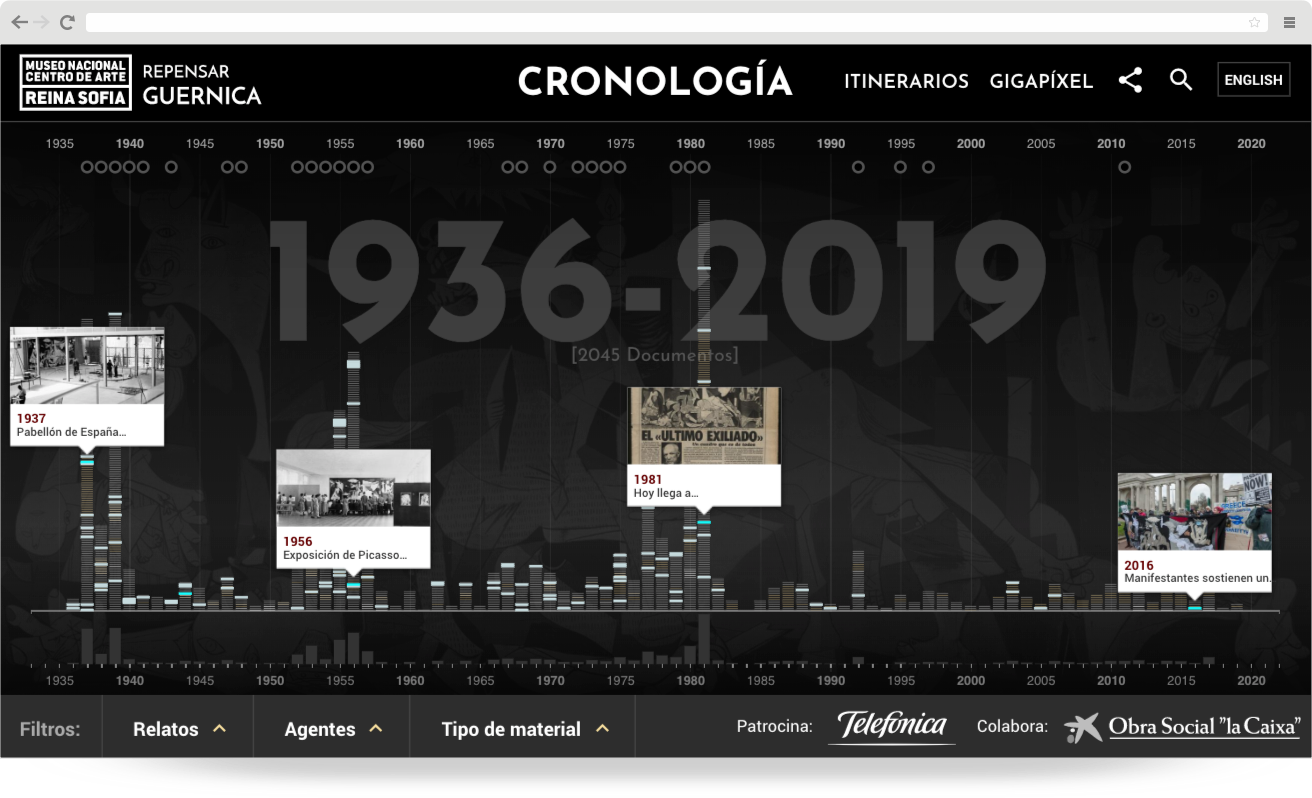 MUSEO NACIONAL
CENTRO DE ARTE
REINA SOFIA
REPENSAR
GUERNICA
CRONOLOGÍA
ITINERARIOS
GIGAPÍXEL
ENGLISH
1935 1940 1945 1950 1955 1960 1965 1970 1975 1980 1985 1990 1995 2000 2005 2010 2015 2020
1936-2019
[2045 Documentos]
1937
Pabellón de España...
1956
Exposición de Picasso...
EL «ULTIMO EXILIADO»
1981
Hoy llega a...
NOW!
2016
Manifestantes sostienen un.
1935 1940 1945 1950 1955 1960 1965 1970 1975 1980 1985 1990 1995 2000 2005 2010 2015 2020
Filtros:
Relatos
Agentes
Tipo de material
Patrocina:
Telefónica
Colabora:
Obra Social "la Caixa"